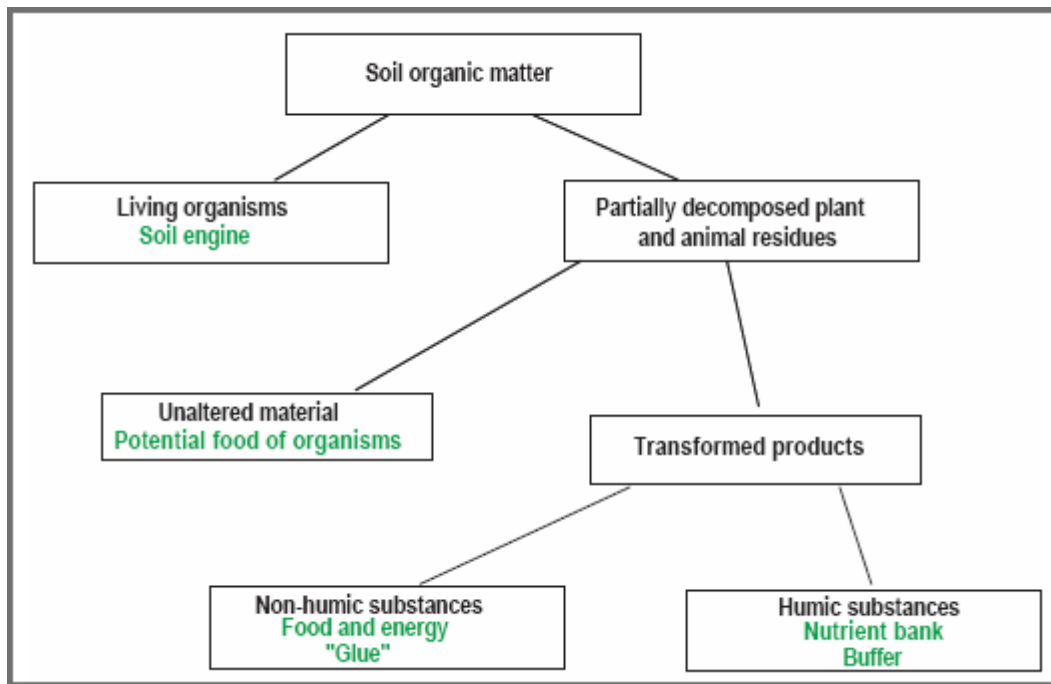 Soil organic matter
Living organisms
Soil engine
Partially decomposed plant
and animal residues
Unaltered material
Potential food of organisms
Transformed products
Non-humic substances
Food and energy
"Glue"
Humic substances
Nutrient bank
Buffer